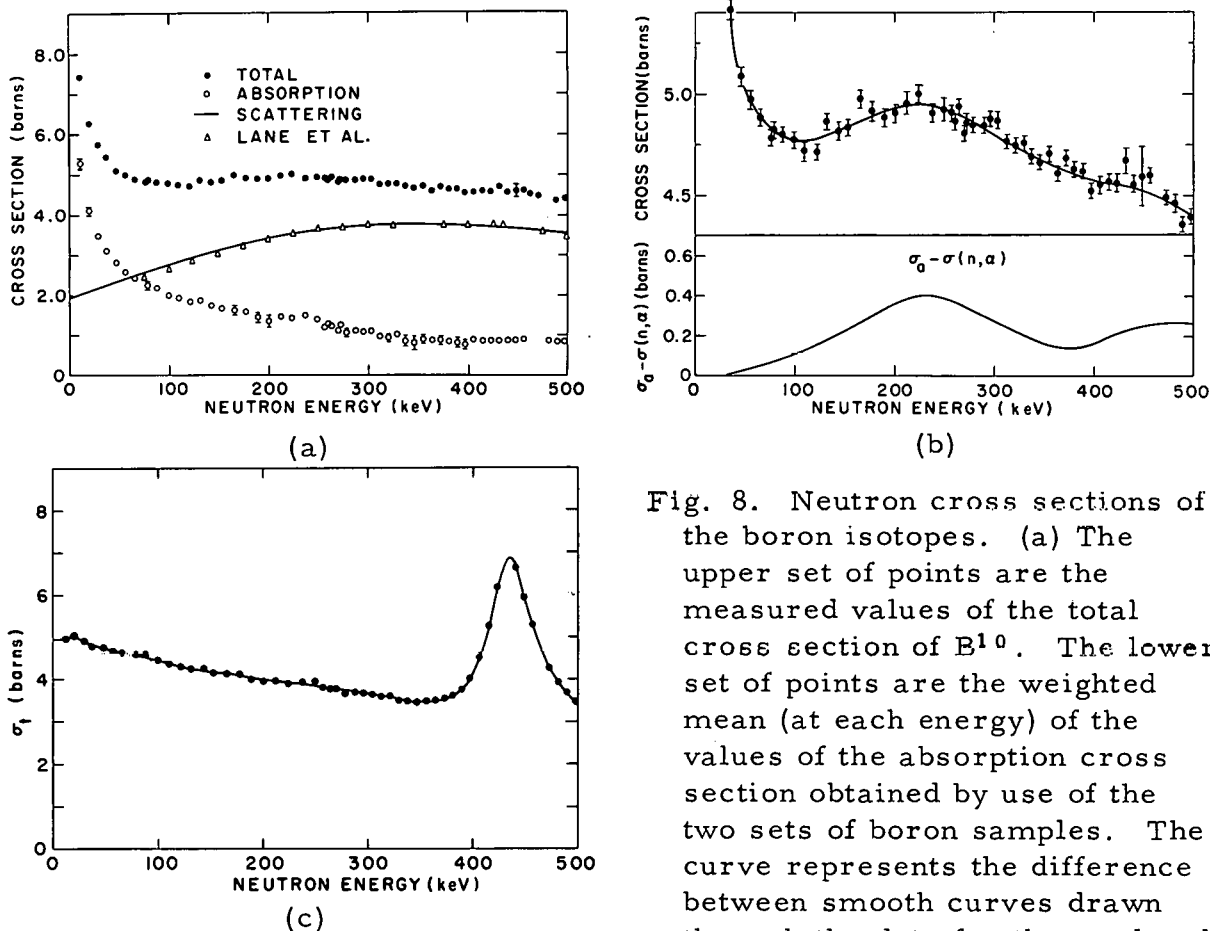 8.0
6.0
4.0
2.0
0
CROSS SECTION (barns)
TOTAL
ABSORPTION
SCATTERING
LANE ET AL.
0 100 200 300 400 500
NEUTRON ENERGY (keV)
(a)
5.0
4.5
CROSS SECTION(barns)
0.6
0.4
0.2
0
σa-σ(n,α)(barns)
σa-σ(n,α)
0 100 200 300 400 500
NEUTRON ENERGY (keV)
(b)
8
6
4
2
0
σt (barns)
0 100 200 300 400 500
NEUTRON ENERGY (keV)
(c)
Fig. 8. Neutron cross sections of
the boron isotopes. (a) The
upper set of points are the
measured values of the total
cross section of B¹⁰. The lower
set of points are the weighted
mean (at each energy) of the
values of the absorption cross
section obtained by use of the
two sets of boron samples. The
curve represents the difference
between smooth curves drawn